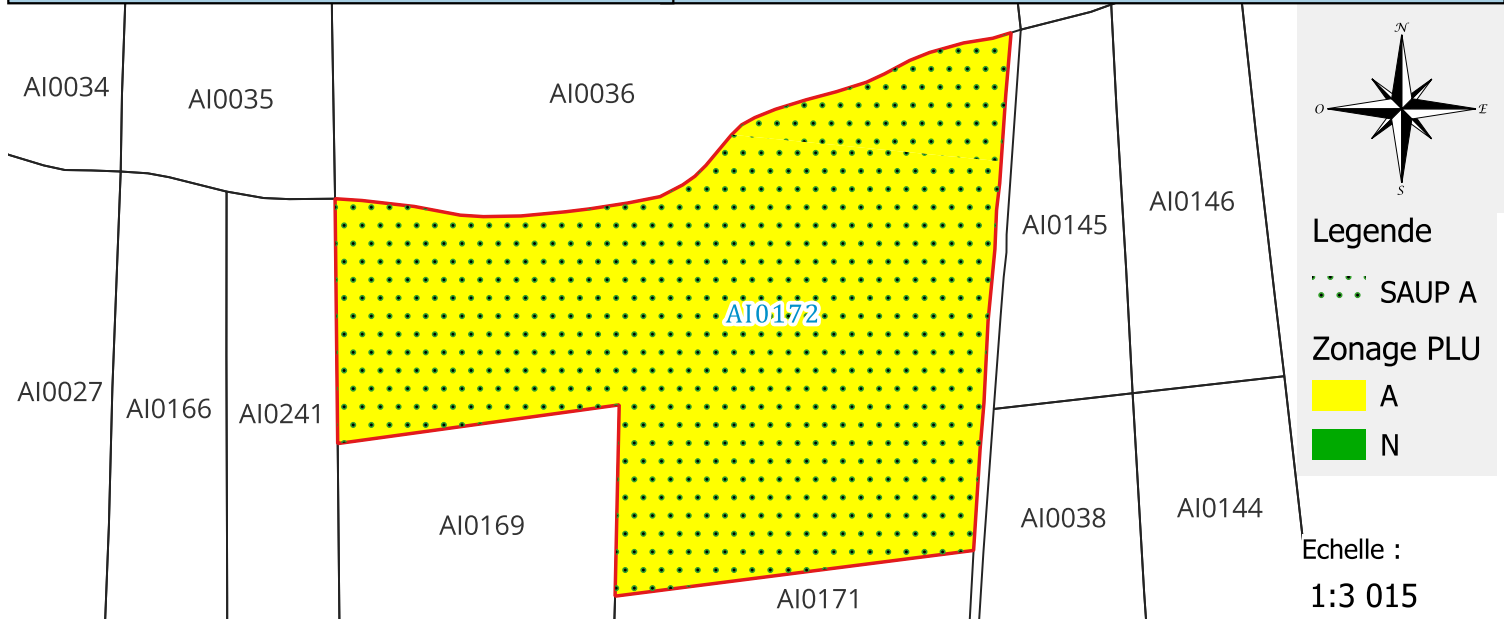 AI0034
AI0035
AI0036
AI0145
AI0146
AI0172
AI0027
AI0166
AI0241
AI0169
AI0171
AI0038
AI0144
N
O
E
S
Legende
SAUP A
Zonage PLU
A
N
Echelle :
1:3 015